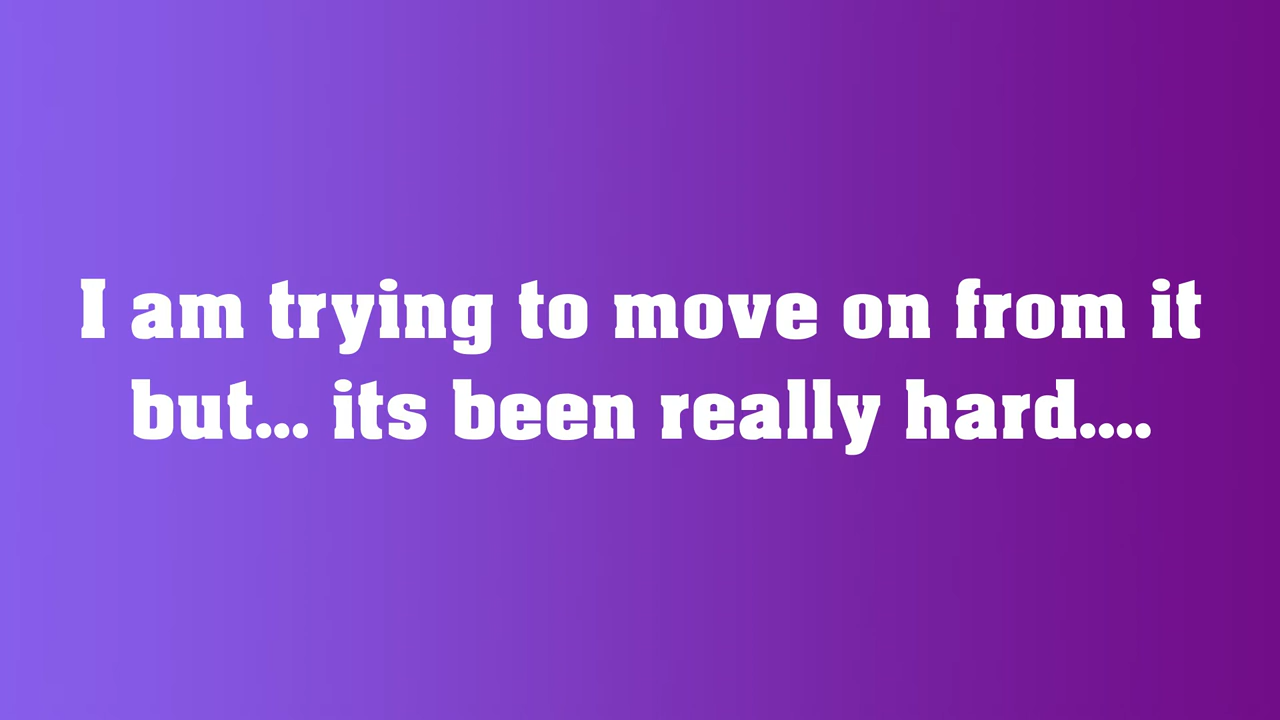 I am trying to move on from it
but... its been really hard....